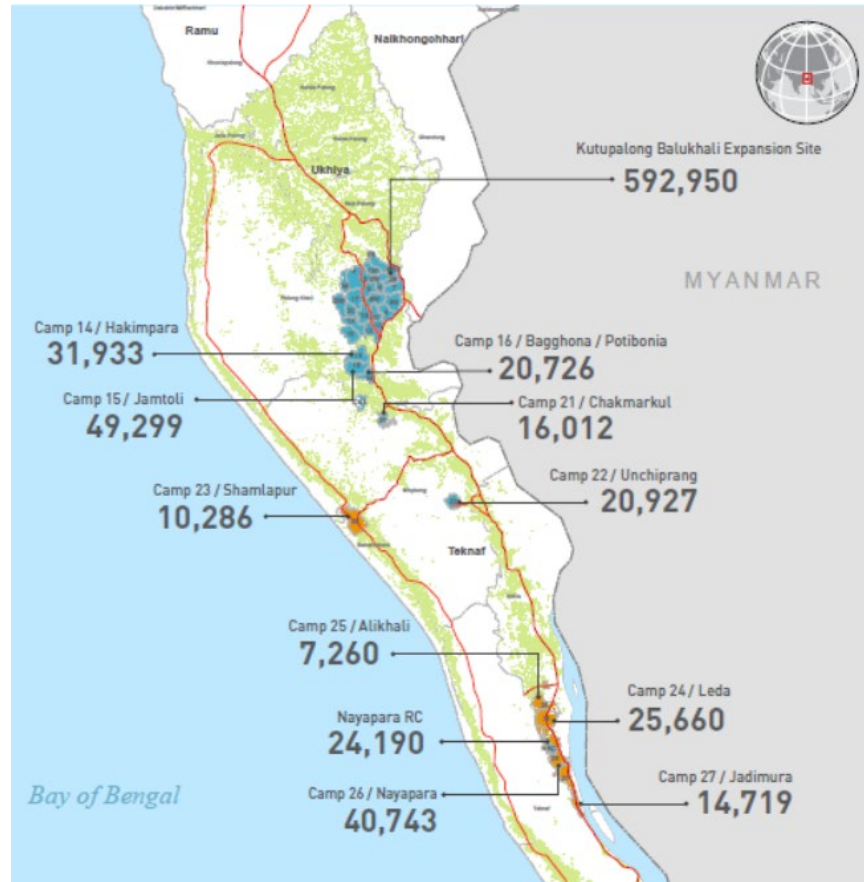 Ramu
Naikhongchhari
Ukhiya
Kutupalong Balukhali Expansion Site
592,950
MYANMAR
Camp 14 / Hakimpara
31,933
Camp 16 / Bagghona / Potibonia
20,726
Camp 15 / Jamtoli
49,299
Camp 21 / Chakmarkul
16,012
Camp 22 / Unchiprang
20,927
Camp 23 / Shamlapur
10,286
Teknaf
Camp 25 / Alikhali
7,260
Camp 24 / Leda
25,660
Nayapara RC
24,190
Camp 27 / Jadimura
14,719
Bay of Bengal
Camp 26 / Nayapara
40,743
Teknaf